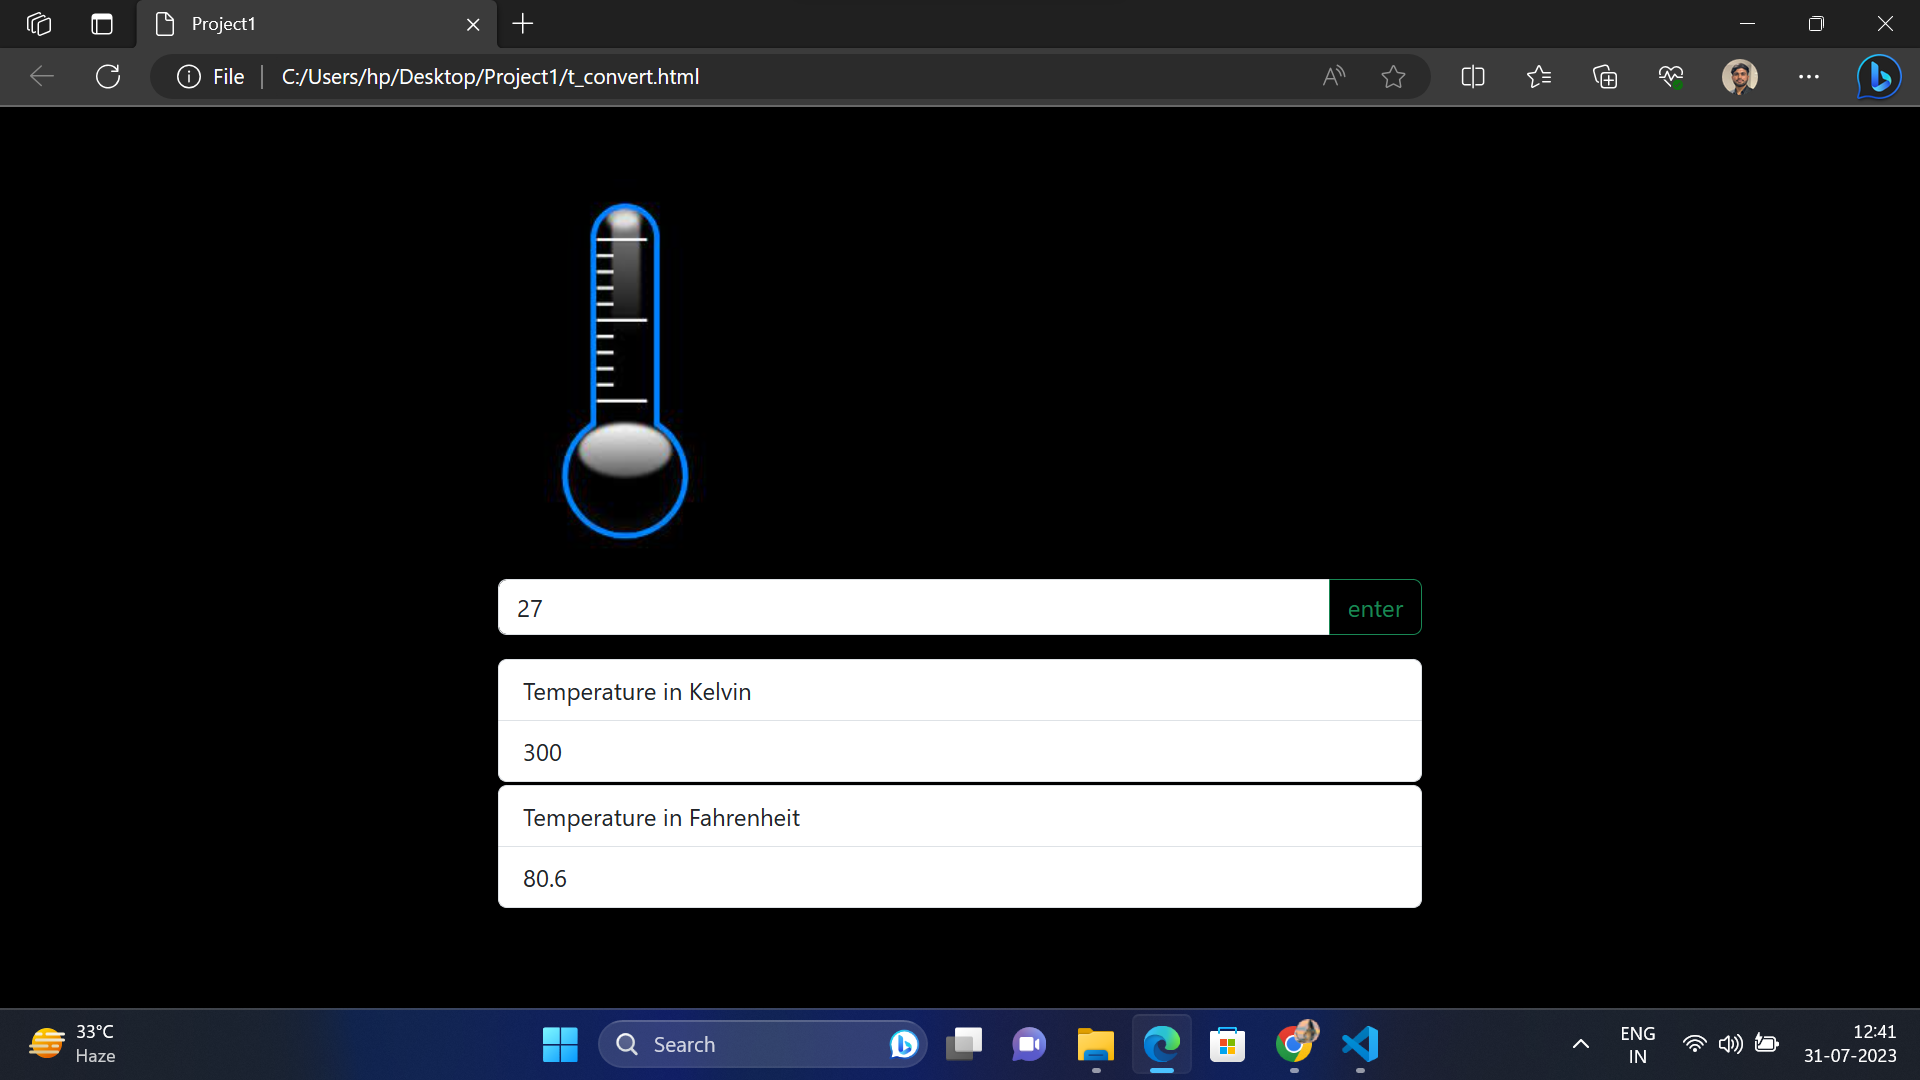 Project1
File
C:/Users/hp/Desktop/Project1/t_convert.html
27
enter
Temperature in Kelvin
300
Temperature in Fahrenheit
80.6
33°C
Haze
Search
ENG
IN
12:41
31-07-2023